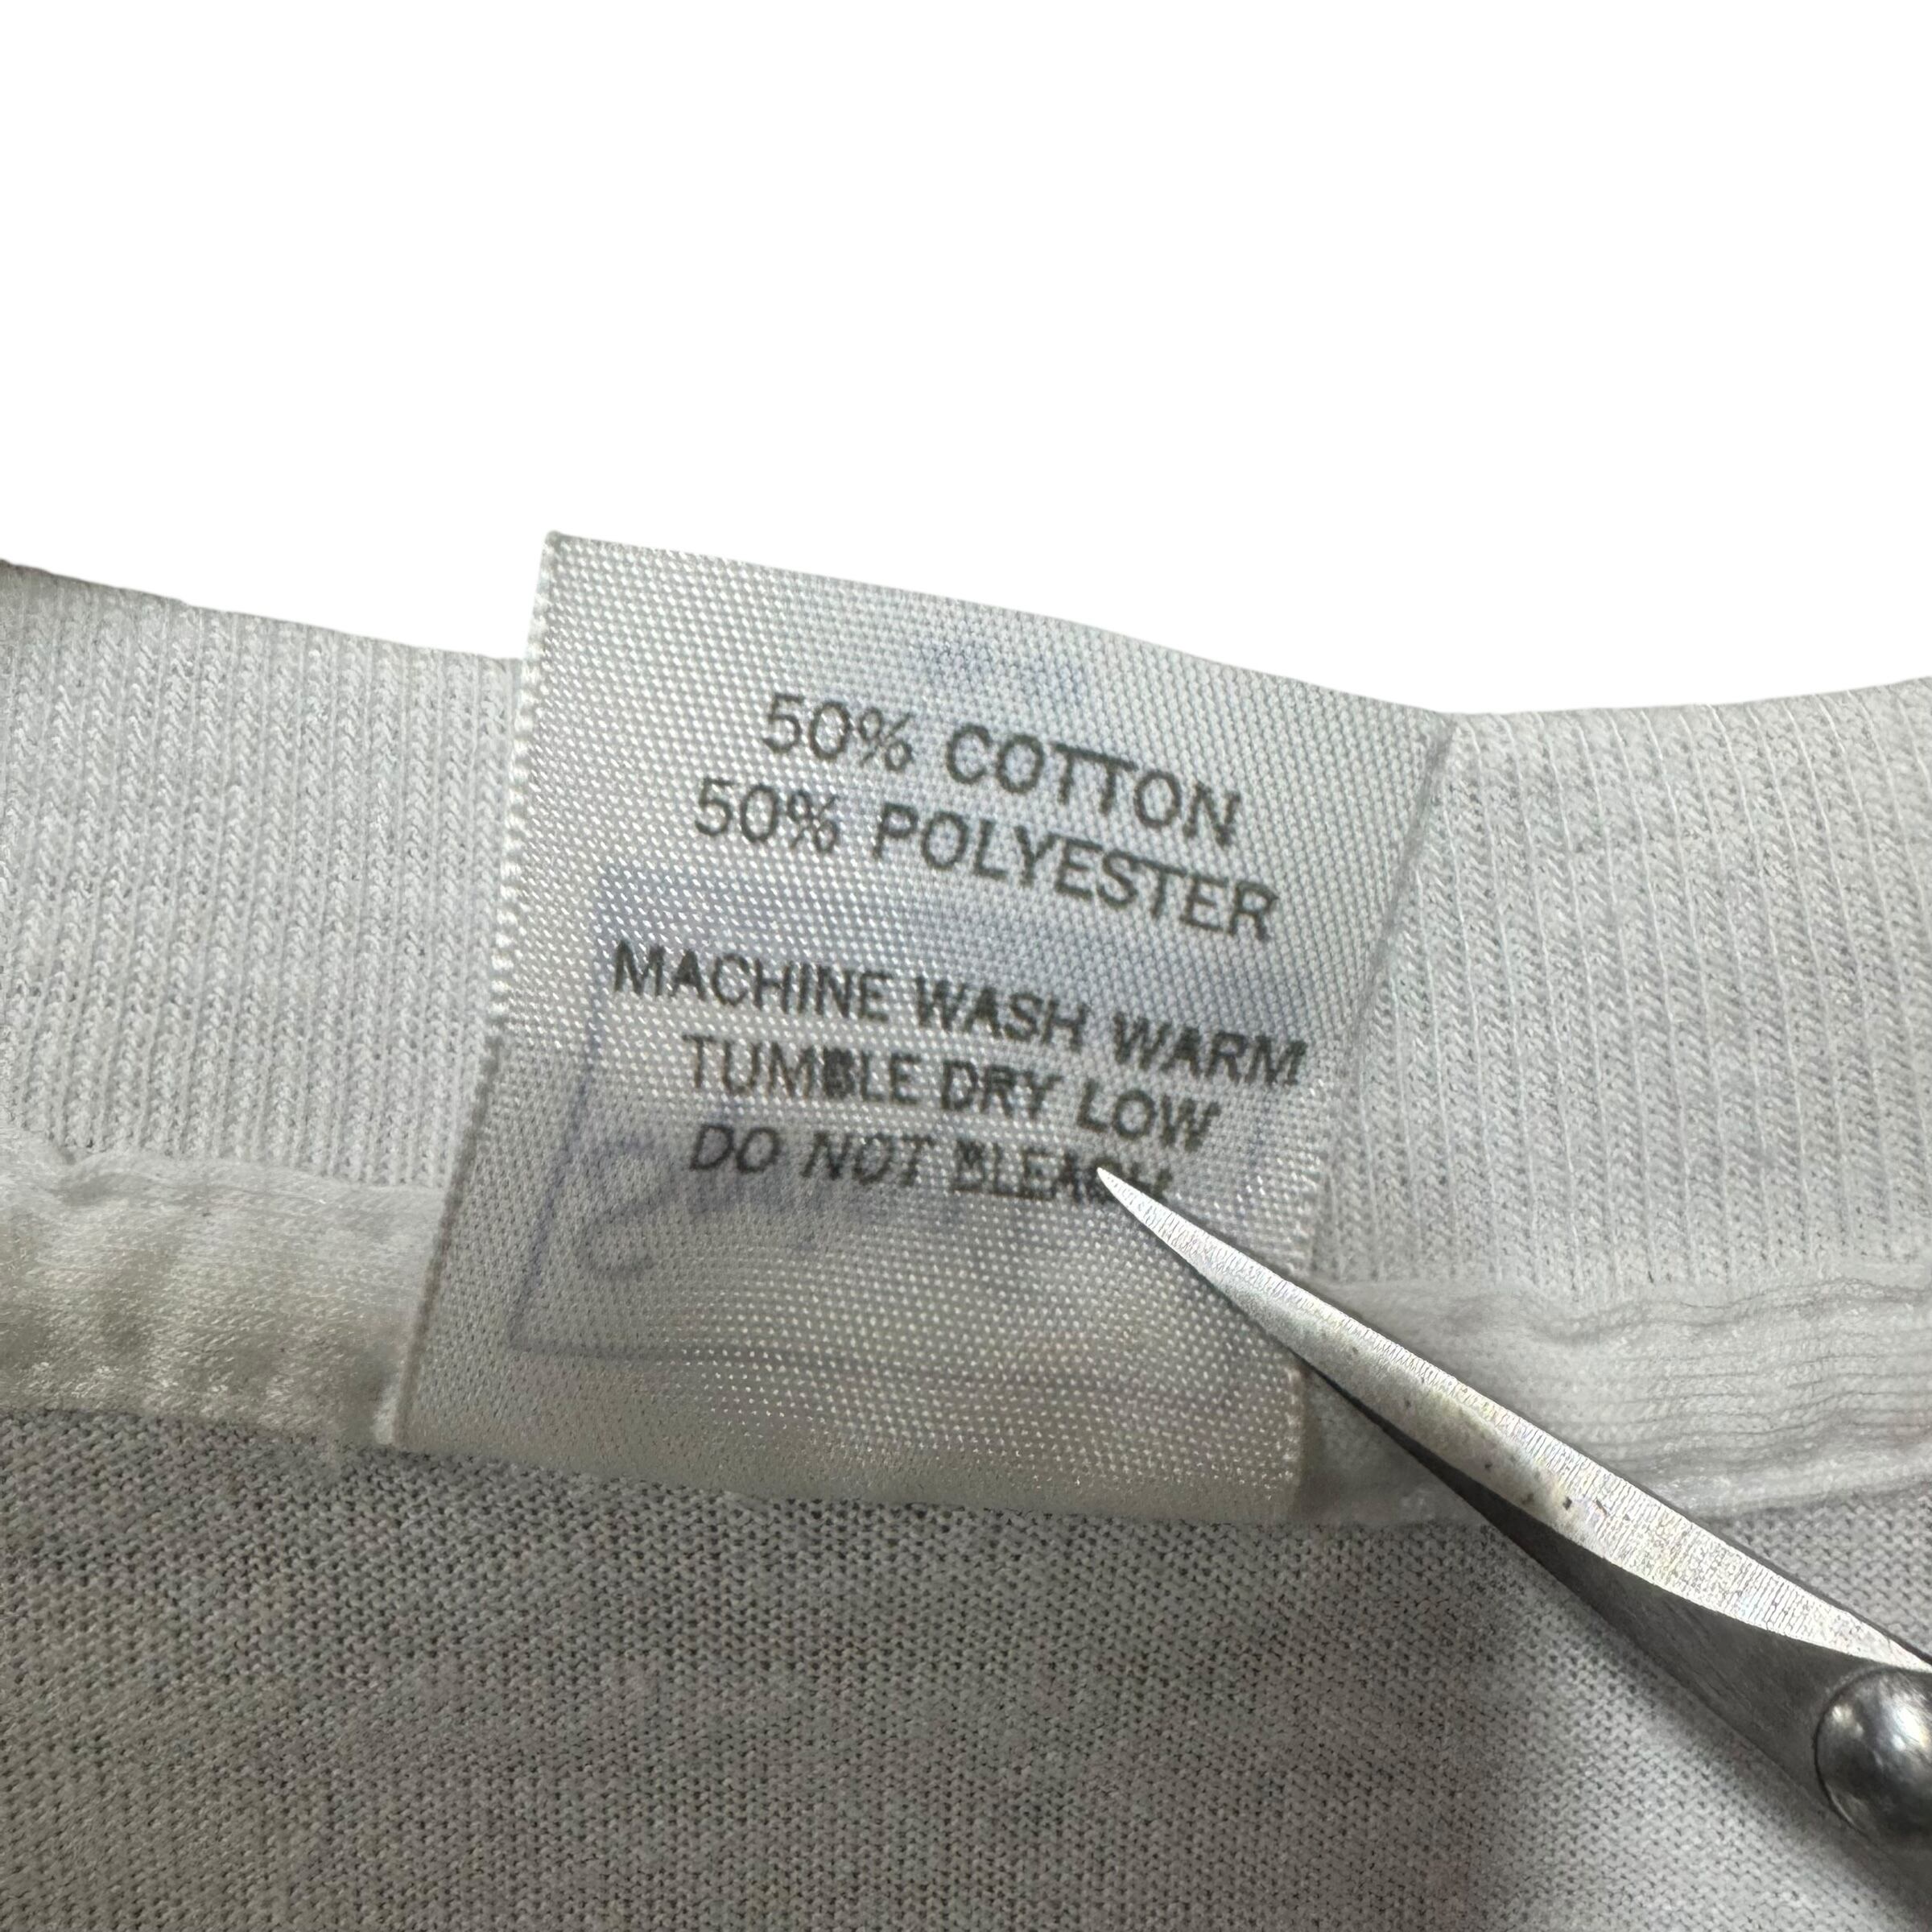 50% COTTON
50% POLYESTER
MACHINE WASH WARM
TUMBLE DRY LOW
DO NOT BLEACH